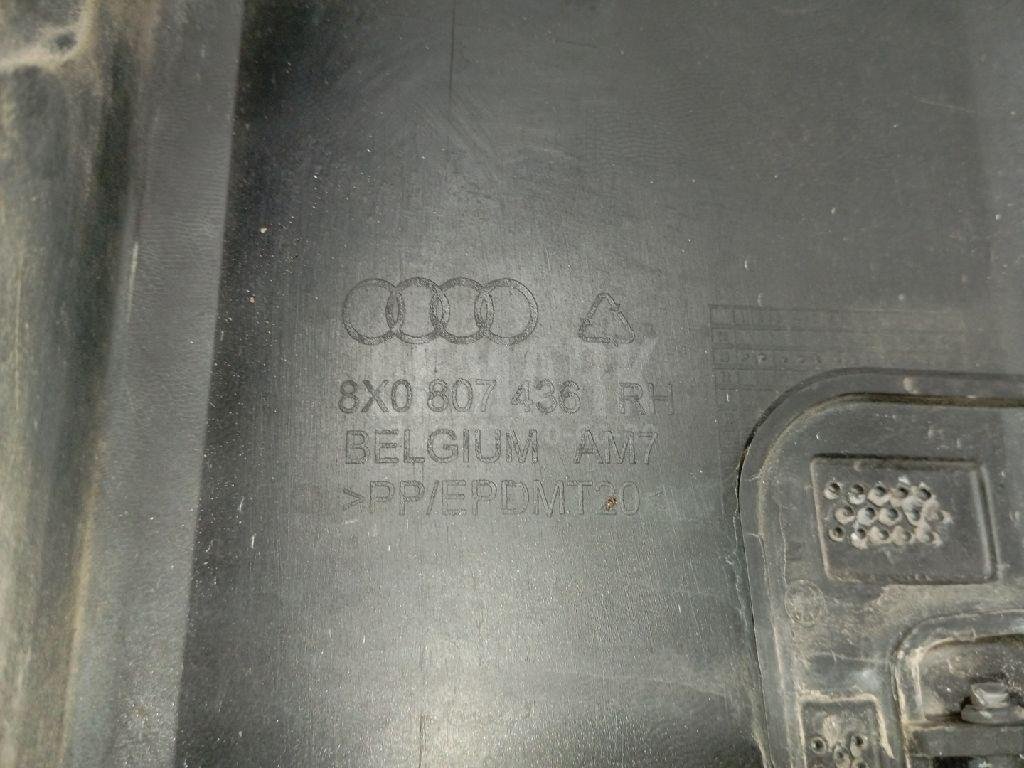 8X0 807 436 RH
BELGIUM AM7
>PP/EPDMT20<